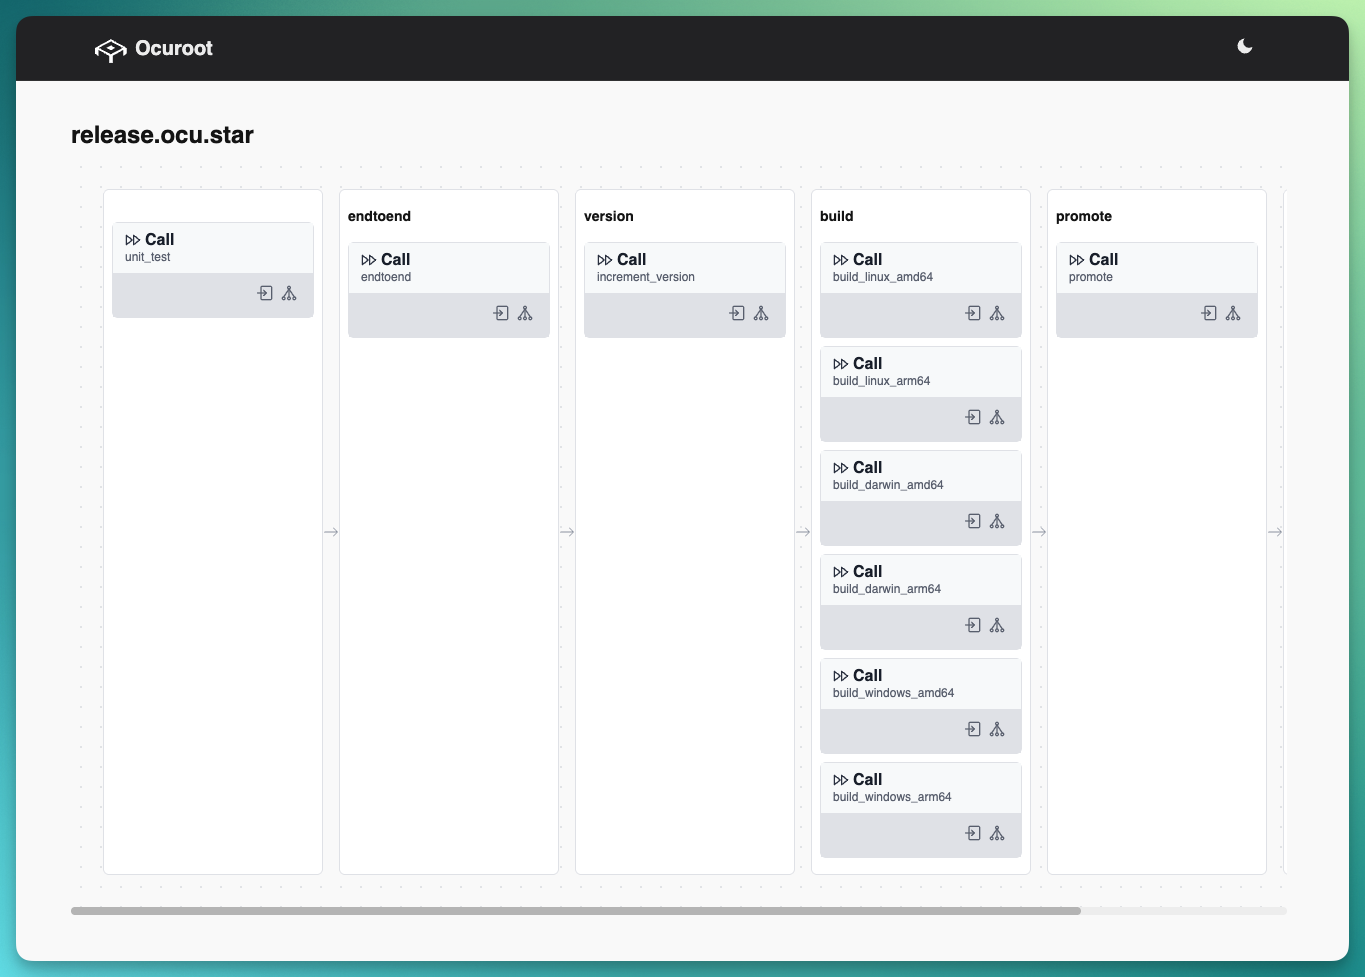 Ocuroot
release.ocu.star
Call
unit_test
endtoend
Call
endtoend
version
Call
increment_version
build
Call
build_linux_amd64
Call
build_linux_arm64
Call
build_darwin_amd64
Call
build_darwin_arm64
Call
build_windows_amd64
Call
build_windows_arm64
promote
Call
promote